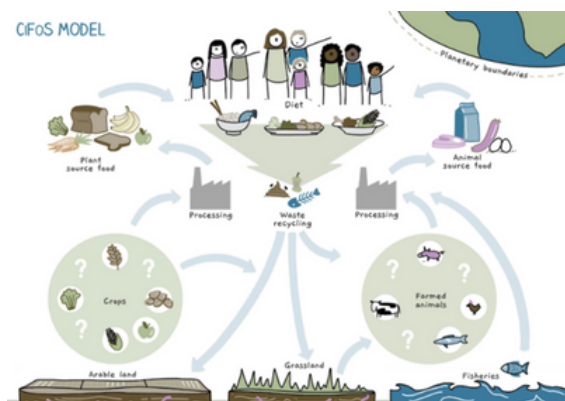 CiFoS MODEL
Planetary boundaries
Diet
Plant
source food
Animal
source food
Processing
Waste
recycling
Processing
? ?
Crops
? ?
? ?
Farmed
animals
? ?
Arable land
Grassland
Fisheries